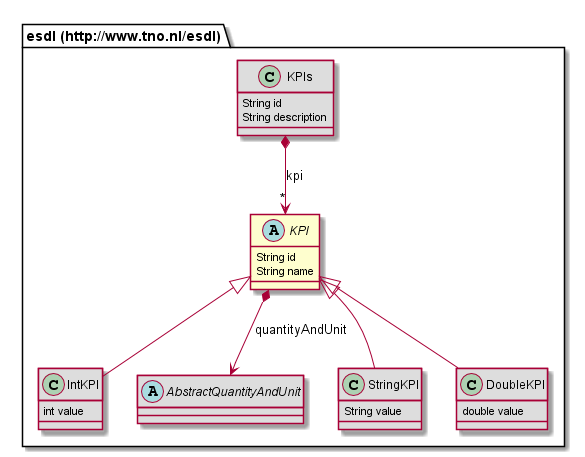 esdl (http://www.tno.nl/esdl)
C KPIs
String id
String description
kpi
*
A KPI
String id
String name
quantityAndUnit
C IntKPI
int value
A AbstractQuantityAndUnit
C StringKPI
String value
C DoubleKPI
double value